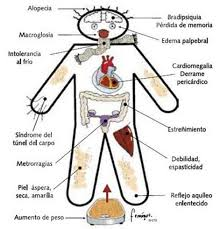 Alopecia
Bradipsiquia
Pérdida de memoria
Macroglosia
Edema palpebral
Intolerancia
al frío
Cardiomegalia
Derrame
pericárdico
Síndrome del
túnel del carpo
Estreñimiento
Metrorragias
Debilidad,
espasticidad
Piel áspera,
seca, amarilla
Reflejo aquíleo
enlentecido
Aumento de peso